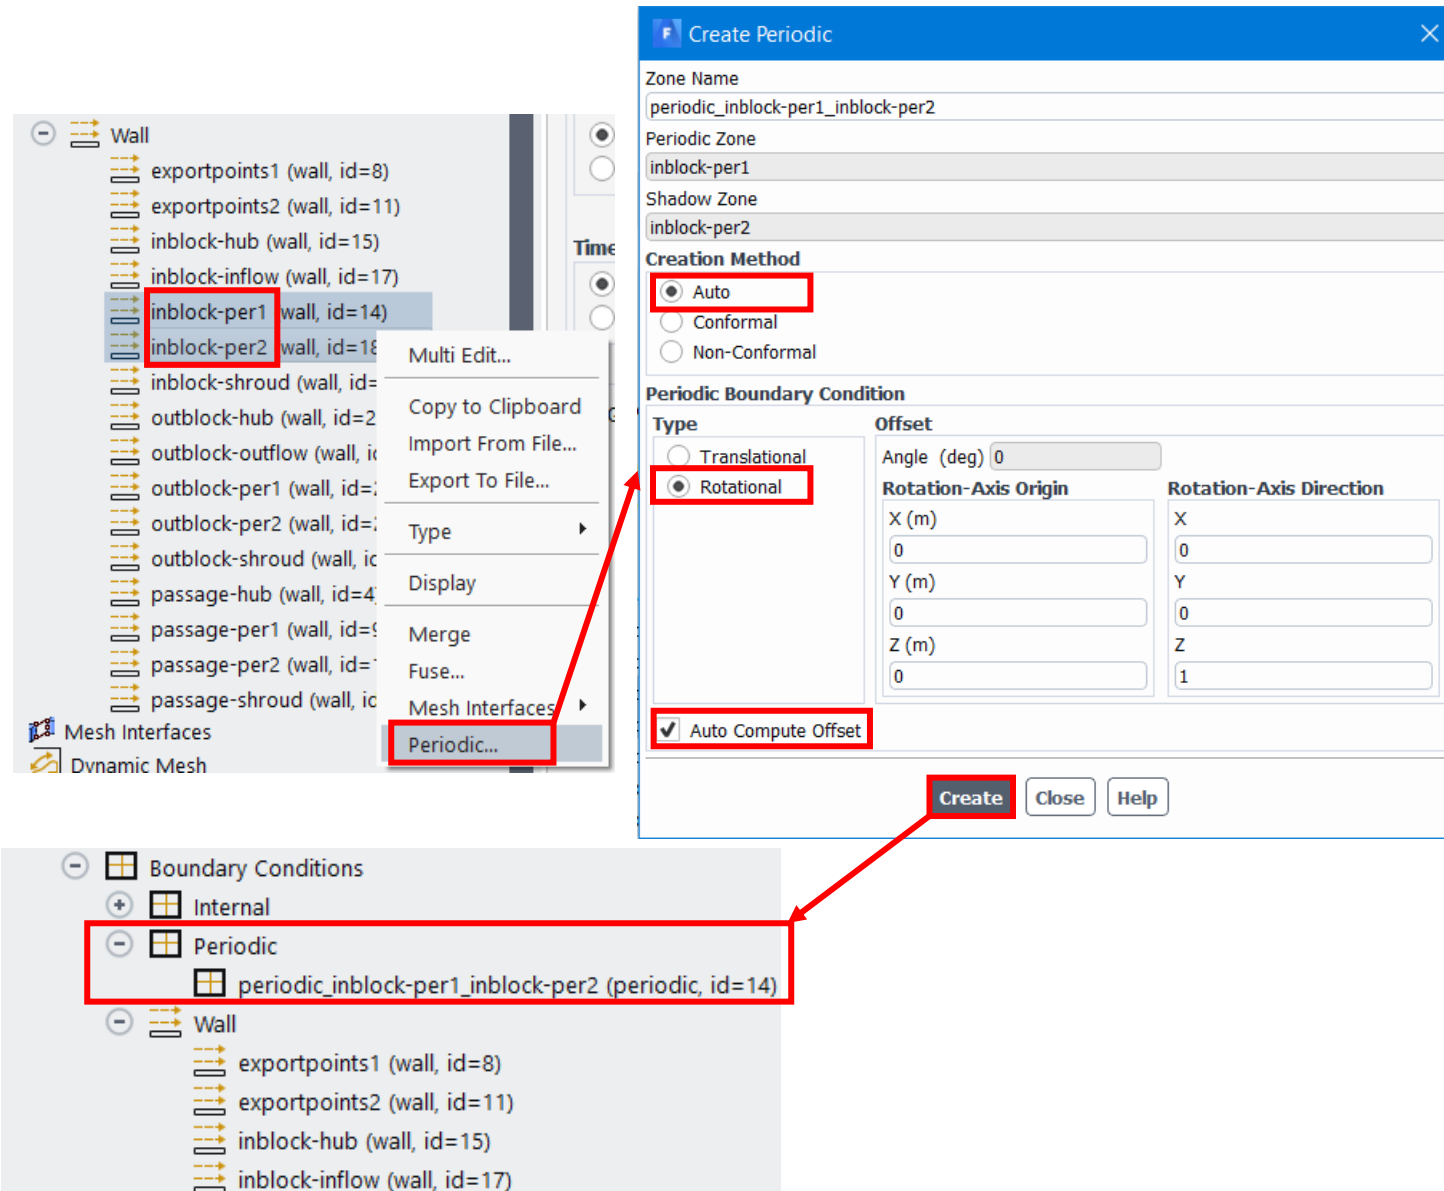 Wall
exportpoints1 (wall, id=8)
exportpoints2 (wall, id=11)
inblock-hub (wall, id=15)
inblock-inflow (wall, id=17)
inblock-per1 (wall, id=14)
inblock-per2 (wall, id=18
inblock-shroud (wall, id=
outblock-hub (wall, id=2
outblock-outflow (wall, i
outblock-per1 (wall, id=
outblock-per2 (wall, id=2
outblock-shroud (wall, id
passage-hub (wall, id=4
passage-per1 (wall, id=9
passage-per2 (wall, id=1
passage-shroud (wall, id
Mesh Interfaces
Dynamic Mesh
Time
Multi Edit...
Copy to Clipboard
Import From File...
Export To File...
Type
Display
Merge
Fuse...
Mesh Interfaces
Periodic...
F Create Periodic
Zone Name
periodic_inblock-per1_inblock-per2
Periodic Zone
inblock-per1
Shadow Zone
inblock-per2
Creation Method
Auto
Conformal
Non-Conformal
Periodic Boundary Condition
Type
Translational
Rotational
Offset
Angle (deg) 0
Rotation-Axis Origin
X (m)
0
Y (m)
0
Z (m)
0
Rotation-Axis Direction
X
0
Y
0
Z
1
Auto Compute Offset
Create Close Help
Boundary Conditions
Internal
Periodic
periodic_inblock-per1_inblock-per2 (periodic, id=14)
Wall
exportpoints1 (wall, id=8)
exportpoints2 (wall, id=11)
inblock-hub (wall, id=15)
inblock-inflow (wall, id=17)